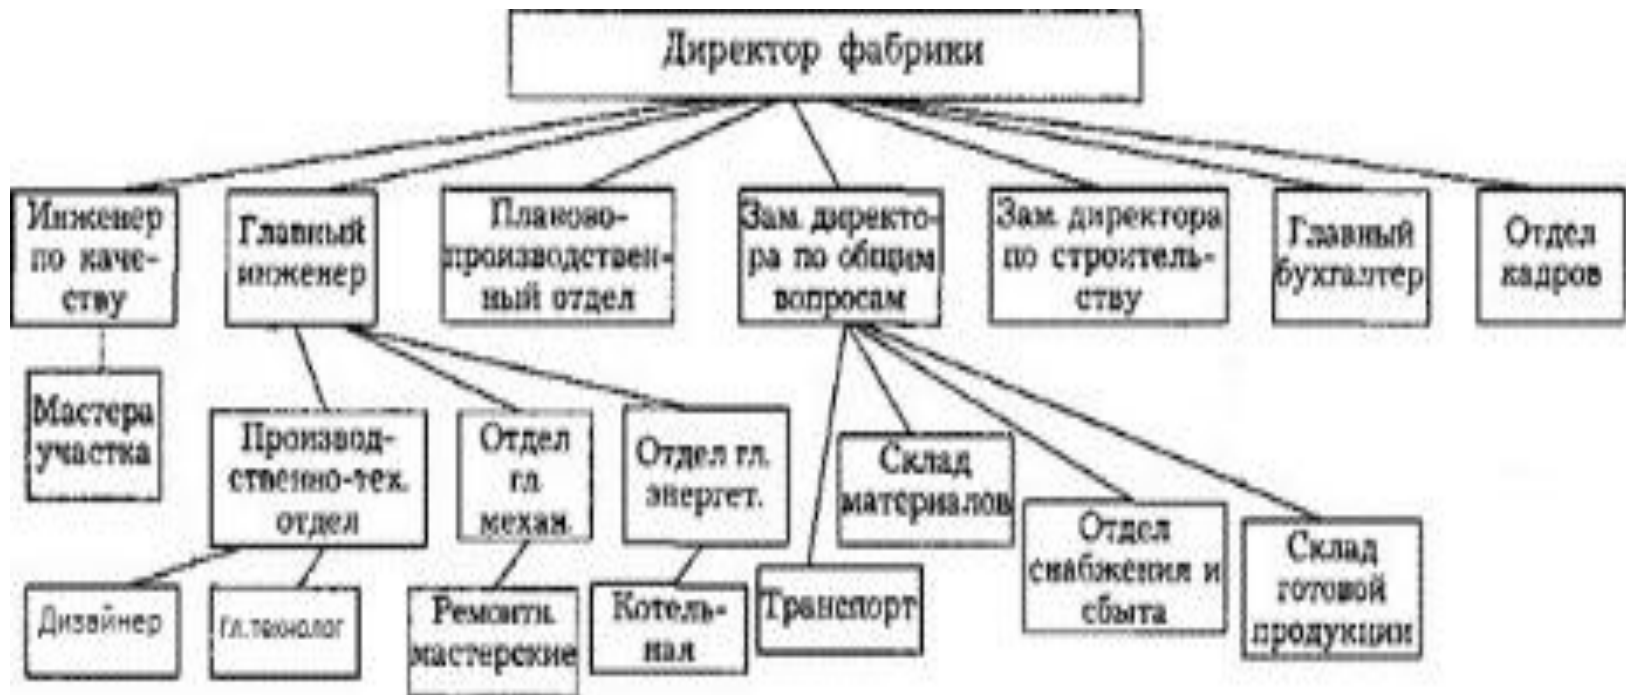 Директор фабрики
Инженер
по каче-
ству
Главный
инженер
Планово-
производствен-
ный отдел
Зам. директо-
ра по общим
вопросам
Зам. директора
по строитель-
ству
Главный
бухгалтер
Отдел
кадров
Мастера
участка
Производ-
ственно-тех.
отдел
Отдел
гл.
механ.
Отдел гл.
энергет.
Склад
материалов
Отдел
снабжения и
сбыта
Склад
готовой
продукции
Дизайнер
Гл.технолог
Ремонтн.
мастерские
Котель-
ная
Транспорт